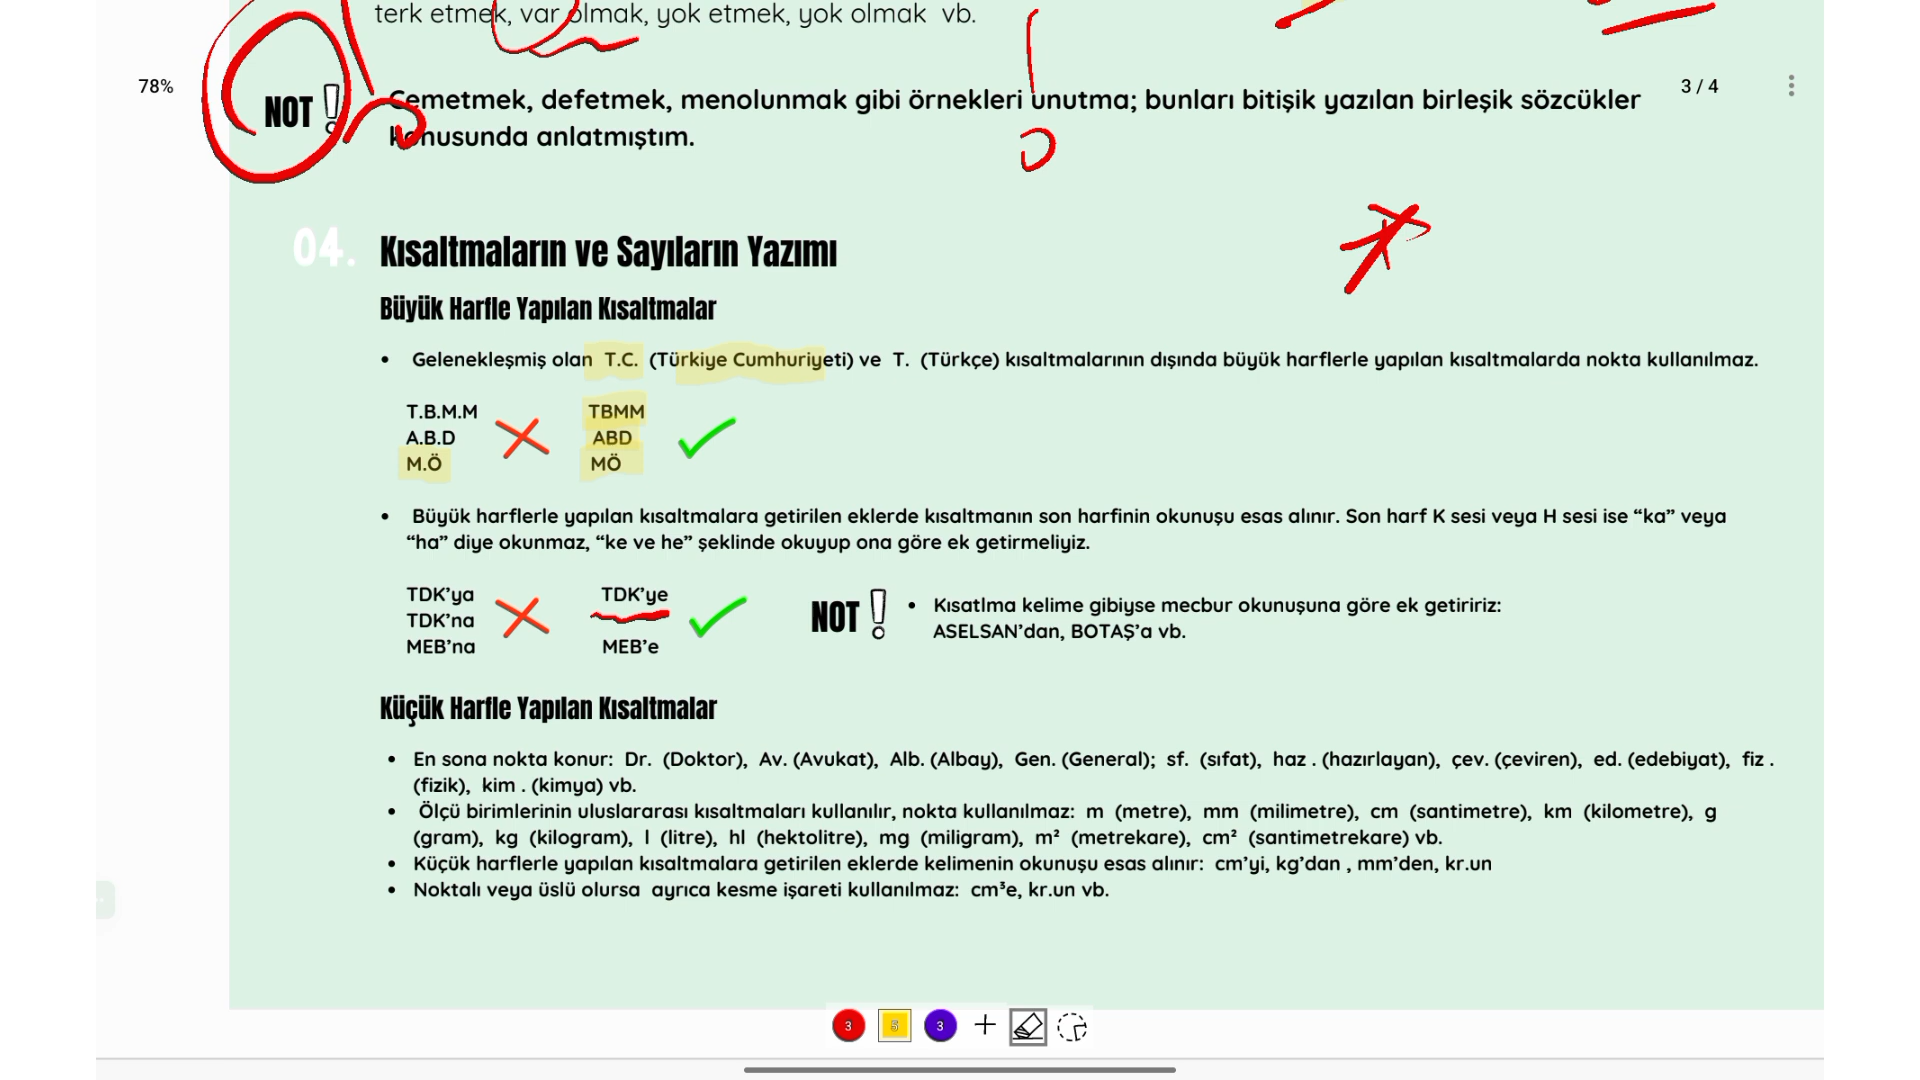 terk etmek, var olmak, yok etmek, yok olmak vb.
78%
3 / 4
NOT! Cemetmek, defetmek, menolunmak gibi örnekleri unutma; bunları bitişik yazılan birleşik sözcükler
konusunda anlatmıştım.
04. Kısaltmaların ve Sayıların Yazımı
Büyük Harfle Yapılan Kısaltmalar
• Gelenekleşmiş olan T.C. (Türkiye Cumhuriyeti) ve T. (Türkçe) kısaltmalarının dışında büyük harflerle yapılan kısaltmalarda nokta kullanılmaz.
T.B.M.M TBMM
A.B.D ABD
M.Ö MÖ
• Büyük harflerle yapılan kısaltmalara getirilen eklerde kısaltmanın son harfinin okunuşu esas alınır. Son harf K sesi veya H sesi ise “ka” veya
“ha” diye okunmaz, “ke ve he” şeklinde okuyup ona göre ek getirmeliyiz.
TDK’ya TDK’ye
TDK’na
MEB’na MEB’e
NOT! • Kısatlma kelime gibiyse mecbur okunuşuna göre ek getiririz:
ASELSAN’dan, BOTAŞ’a vb.
Küçük Harfle Yapılan Kısaltmalar
• En sona nokta konur: Dr. (Doktor), Av. (Avukat), Alb. (Albay), Gen. (General); sf. (sıfat), haz . (hazırlayan), çev. (çeviren), ed. (edebiyat), fiz .
(fizik), kim . (kimya) vb.
• Ölçü birimlerinin uluslararası kısaltmaları kullanılır, nokta kullanılmaz: m (metre), mm (milimetre), cm (santimetre), km (kilometre), g
(gram), kg (kilogram), l (litre), hl (hektolitre), mg (miligram), m² (metrekare), cm² (santimetrekare) vb.
• Küçük harflerle yapılan kısaltmalara getirilen eklerde kelimenin okunuşu esas alınır: cm’yi, kg’dan , mm’den, kr.un
• Noktalı veya üslü olursa ayrıca kesme işareti kullanılmaz: cm³e, kr.un vb.
3 5 3